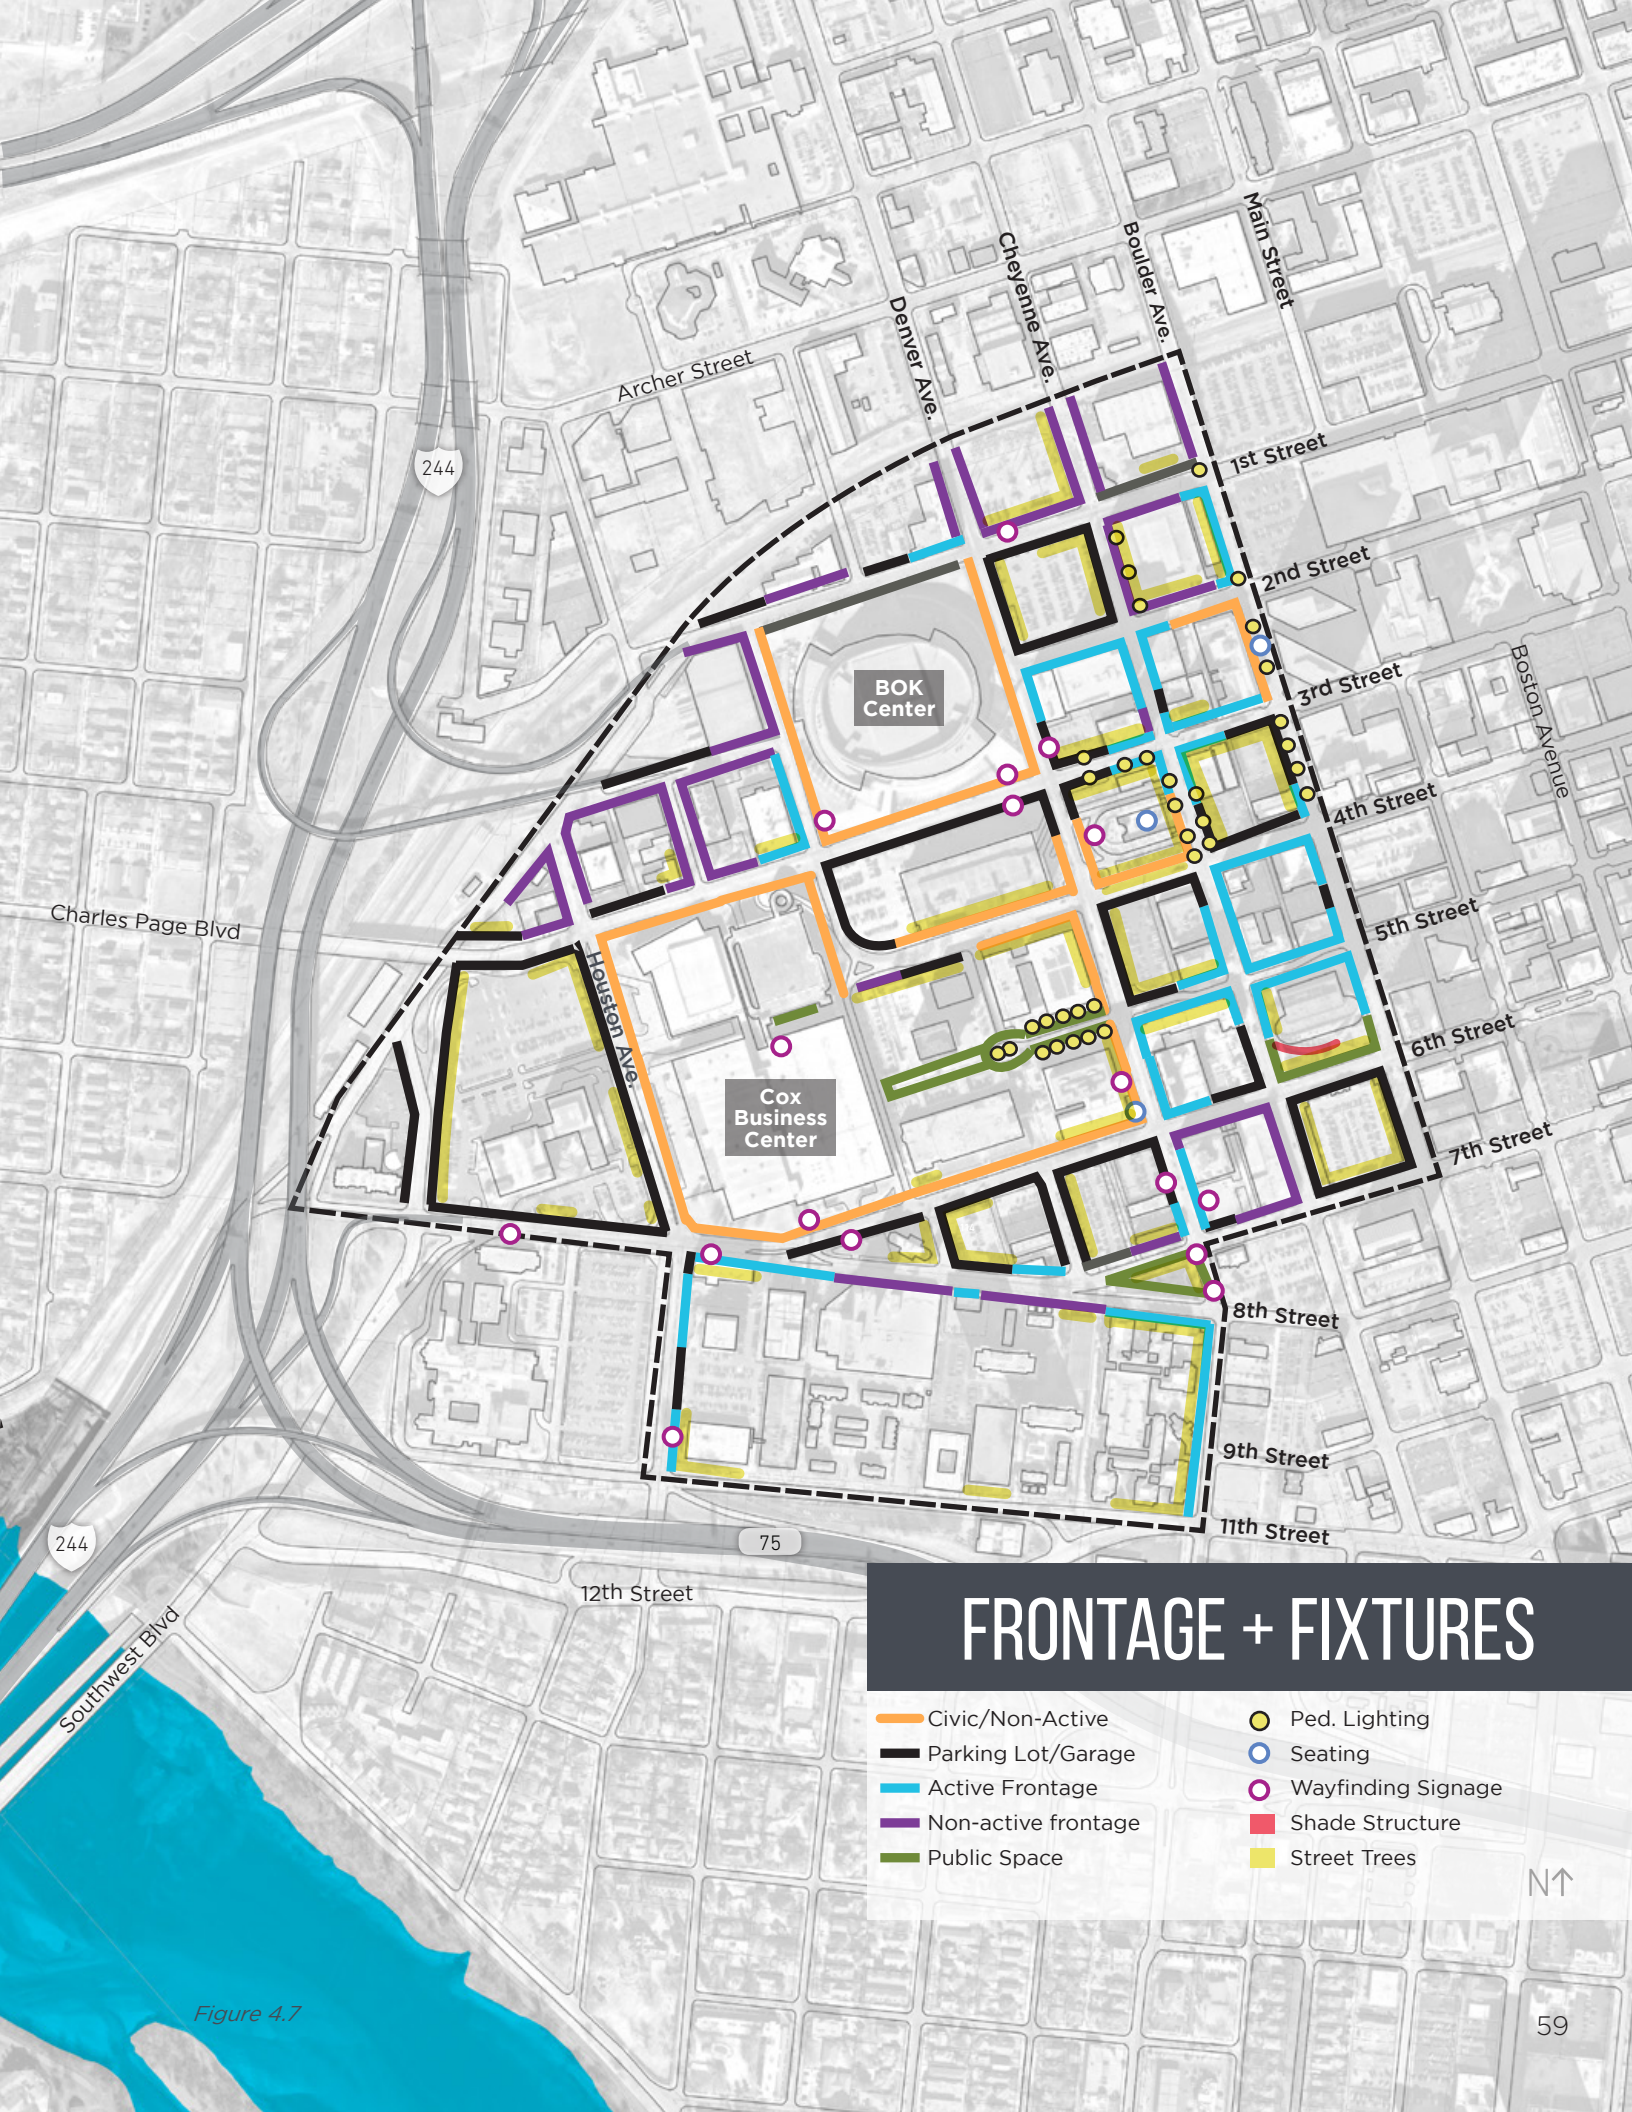 Main Street
Boulder Ave.
Cheyenne Ave.
Denver Ave.
Archer Street
1st Street
244
2nd Street
Boston Avenue
3rd Street
BOK
Center
4th Street
Charles Page Blvd
5th Street
Houston Ave.
6th Street
Cox
Business
Center
7th Street
8th Street
9th Street
11th Street
244
75
12th Street
Southwest Blvd
FRONTAGE + FIXTURES
Civic/Non-Active
Parking Lot/Garage
Active Frontage
Non-active frontage
Public Space
Ped. Lighting
Seating
Wayfinding Signage
Shade Structure
Street Trees
N↑
Figure 4.7
59